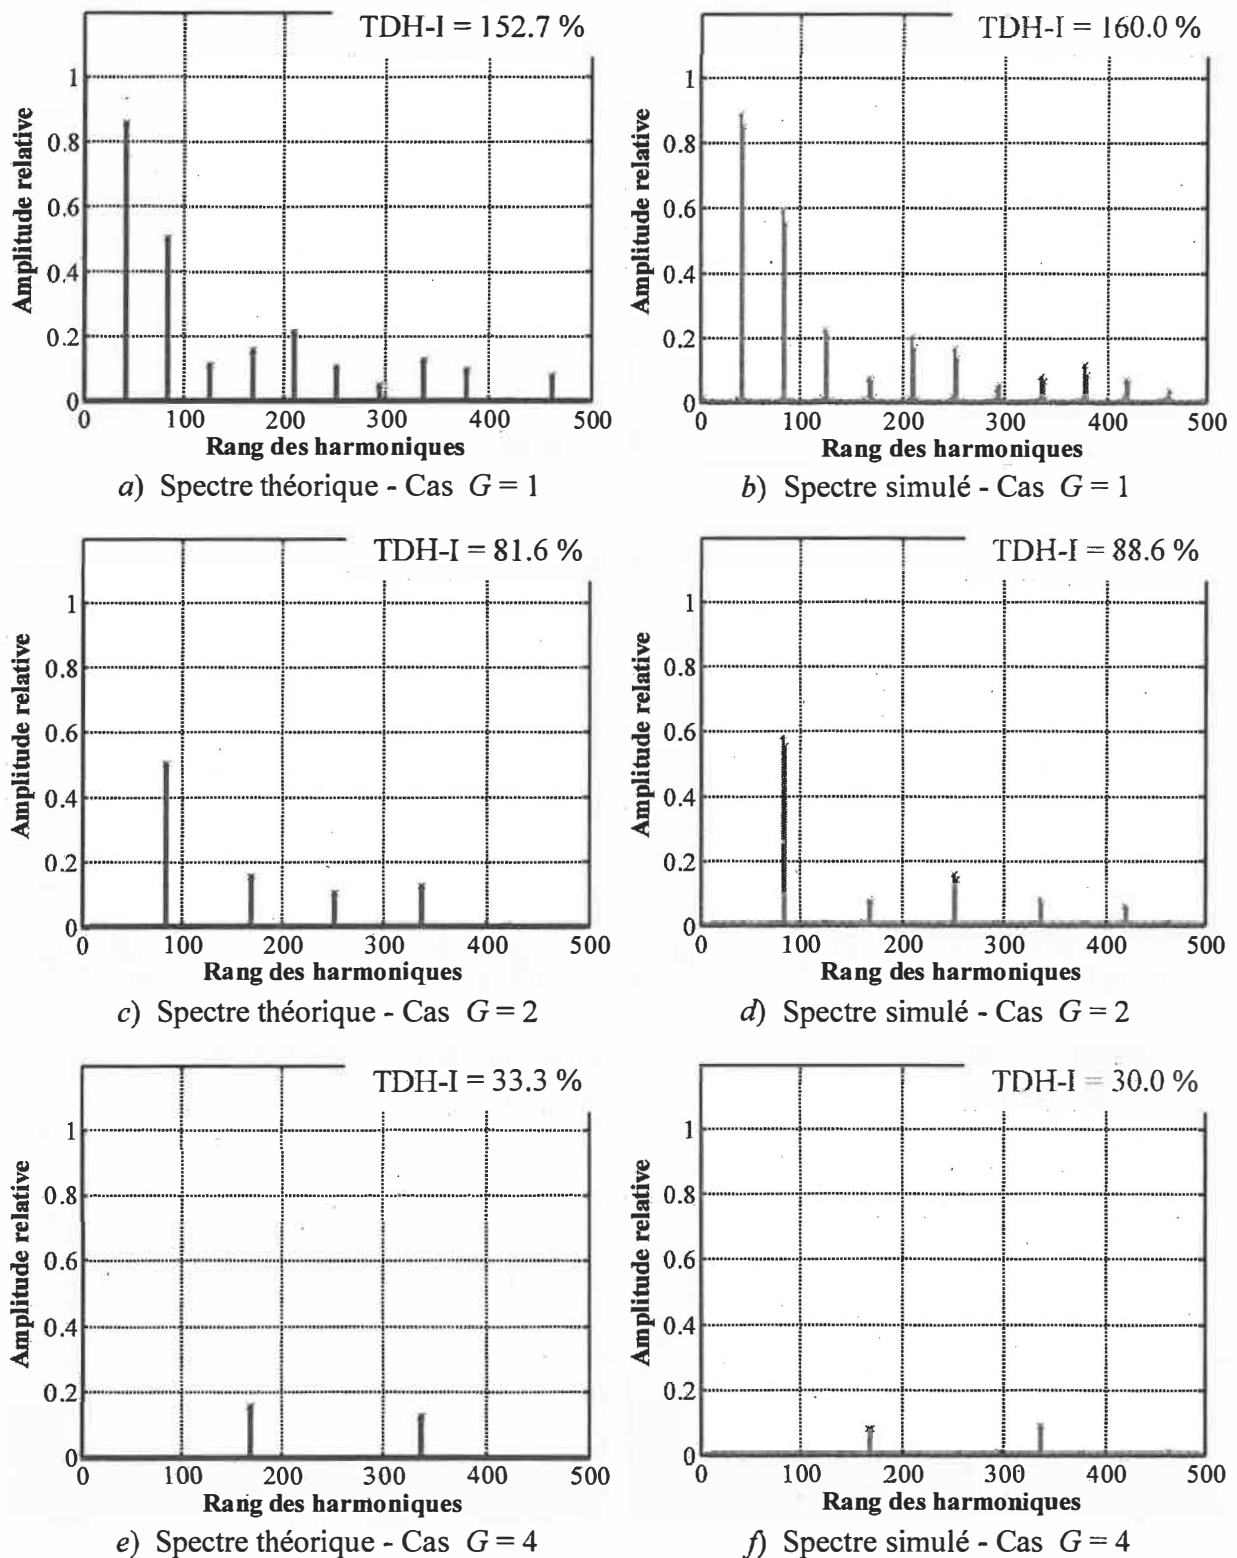 TDH-I = 152.7 %
Amplitude relative
1
0.8
0.6
0.4
0.2
0
0 100 200 300 400 500
Rang des harmoniques
a) Spectre théorique - Cas G = 1
TDH-I = 160.0 %
Amplitude relative
1
0.8
0.6
0.4
0.2
0
0 100 200 300 400 500
Rang des harmoniques
b) Spectre simulé - Cas G = 1
TDH-I = 81.6 %
Amplitude relative
1
0.8
0.6
0.4
0.2
0
0 100 200 300 400 500
Rang des harmoniques
c) Spectre théorique - Cas G = 2
TDH-I = 88.6 %
Amplitude relative
1
0.8
0.6
0.4
0.2
0
0 100 200 300 400 500
Rang des harmoniques
d) Spectre simulé - Cas G = 2
TDH-I = 33.3 %
Amplitude relative
1
0.8
0.6
0.4
0.2
0
0 100 200 300 400 500
Rang des harmoniques
e) Spectre théorique - Cas G = 4
TDH-I = 30.0 %
Amplitude relative
1
0.8
0.6
0.4
0.2
0
0 100 200 300 400 500
Rang des harmoniques
f) Spectre simulé - Cas G = 4